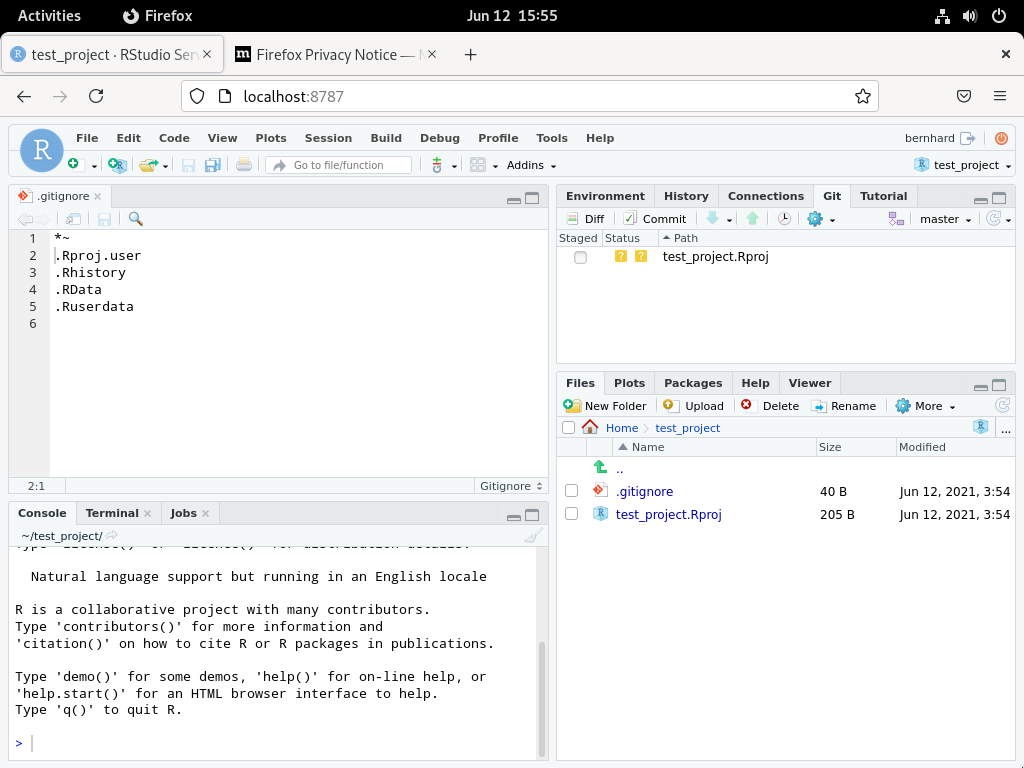 Activities Firefox Jun 12 15:55
test_project · RStudio Ser Firefox Privacy Notice —
localhost:8787
R File Edit Code View Plots Session Build Debug Profile Tools Help bernhard
Go to file/function Addins test_project
.gitignore
1 *~
2 .Rproj.user
3 .Rhistory
4 .RData
5 .Ruserdata
6
2:1 Gitignore
Console Terminal Jobs
~/test_project/
Type 'license()' or 'licence()' for distribution details.
Natural language support but running in an English locale
R is a collaborative project with many contributors.
Type 'contributors()' for more information and
'citation()' on how to cite R or R packages in publications.
Type 'demo()' for some demos, 'help()' for on-line help, or
'help.start()' for an HTML browser interface to help.
Type 'q()' to quit R.
>
Environment History Connections Git Tutorial
Diff Commit master
Staged Status Path
? ? test_project.Rproj
Files Plots Packages Help Viewer
New Folder Upload Delete Rename More
Home test_project ...
Name Size Modified
..
.gitignore 40 B Jun 12, 2021, 3:54
test_project.Rproj 205 B Jun 12, 2021, 3:54